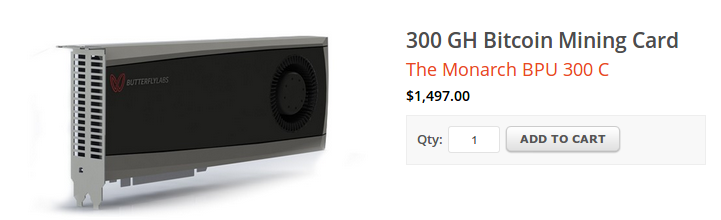 BUTTERFLYLABS
300 GH Bitcoin Mining Card
The Monarch BPU 300 C
$1,497.00
Qty: 1 ADD TO CART